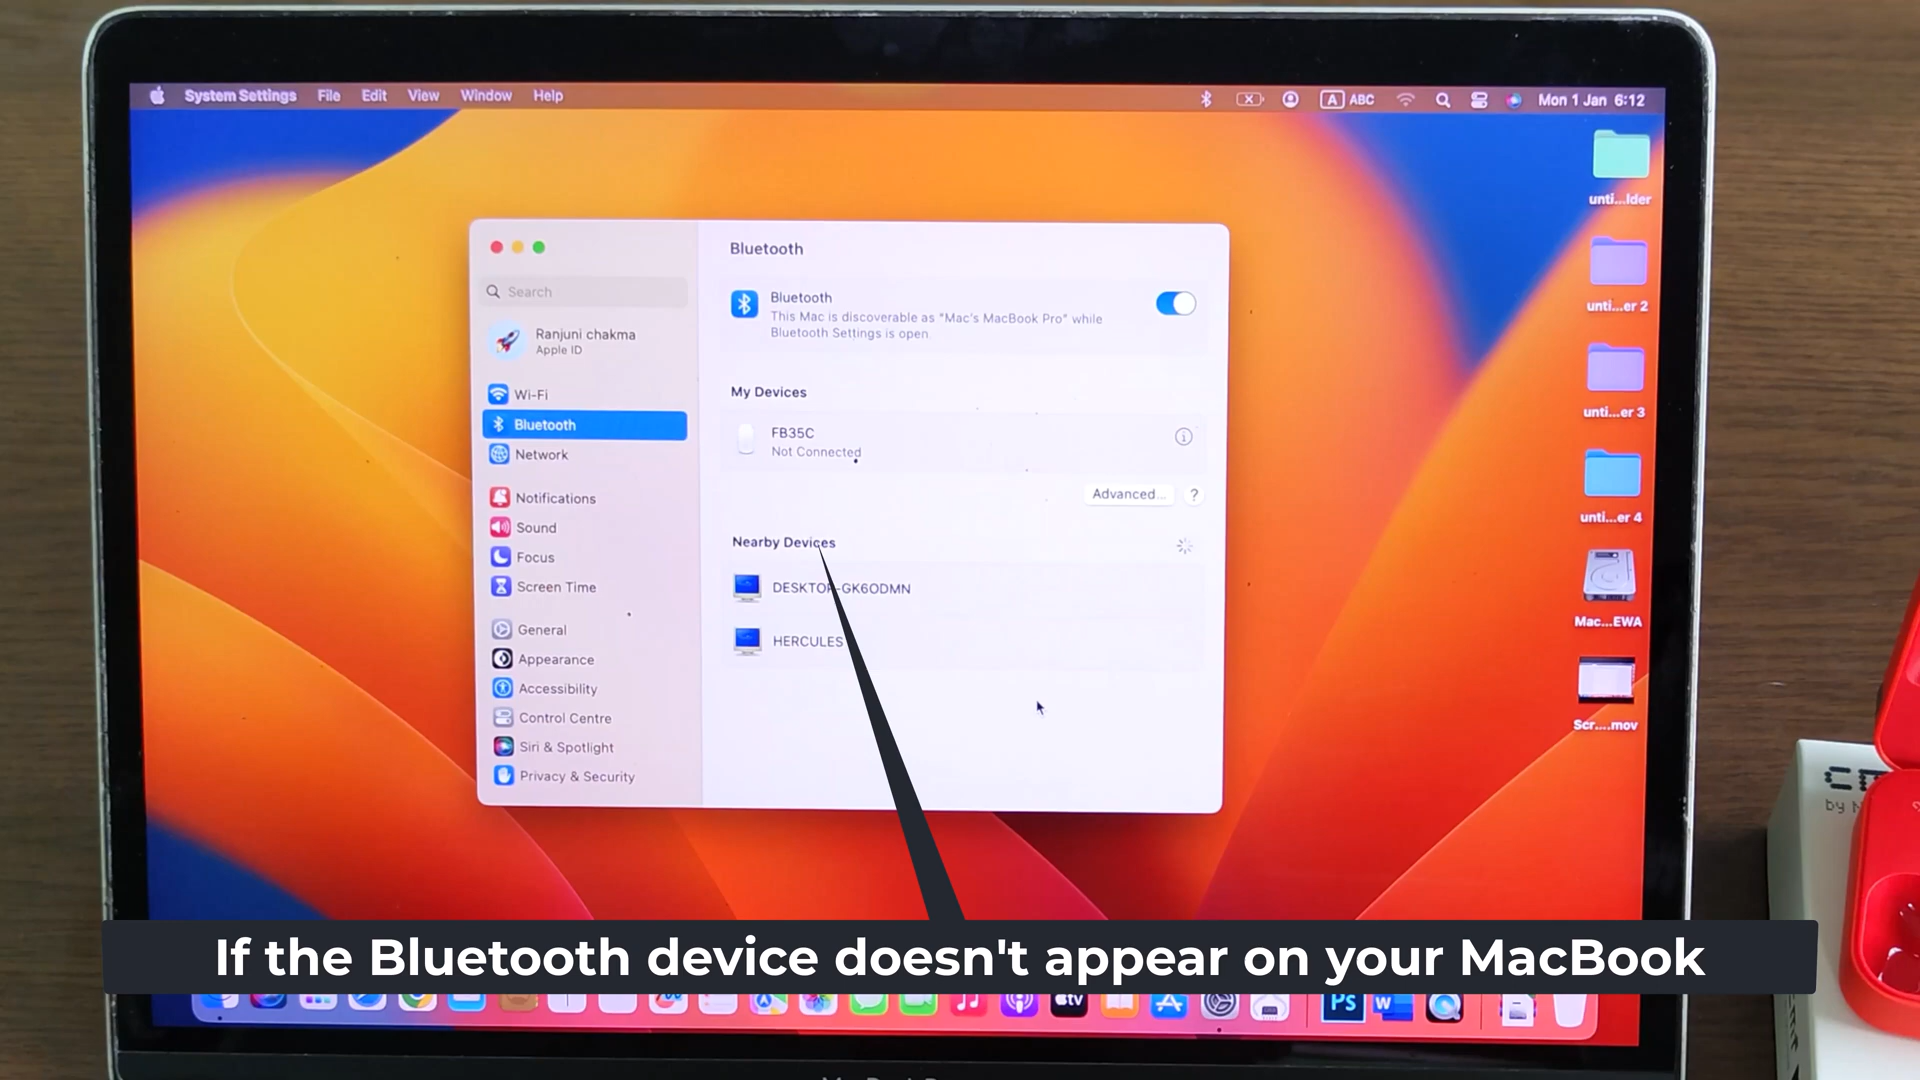 System Settings File Edit View Window Help
A ABC Mon 1 Jan 6:12
unti...lder
unti...er 2
unti...er 3
unti...er 4
Mac...EWA
Scr....mov
Search
Ranjuni chakma
Apple ID
Wi-Fi
Bluetooth
Network
Notifications
Sound
Focus
Screen Time
General
Appearance
Accessibility
Control Centre
Siri & Spotlight
Privacy & Security
Bluetooth
Bluetooth
This Mac is discoverable as "Mac's MacBook Pro" while
Bluetooth Settings is open.
My Devices
FB35C
Not Connected
Advanced... ?
Nearby Devices
DESKTOP-GK6ODMN
HERCULES
by
If the Bluetooth device doesn't appear on your MacBook
tv
Ps
W